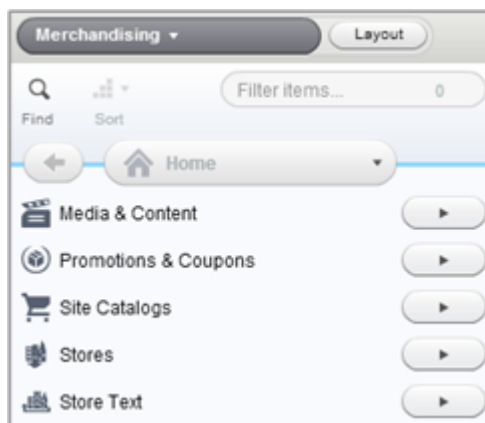 Merchandising Layout
Filter items... 0
Find Sort
Home
Media & Content
Promotions & Coupons
Site Catalogs
Stores
Store Text